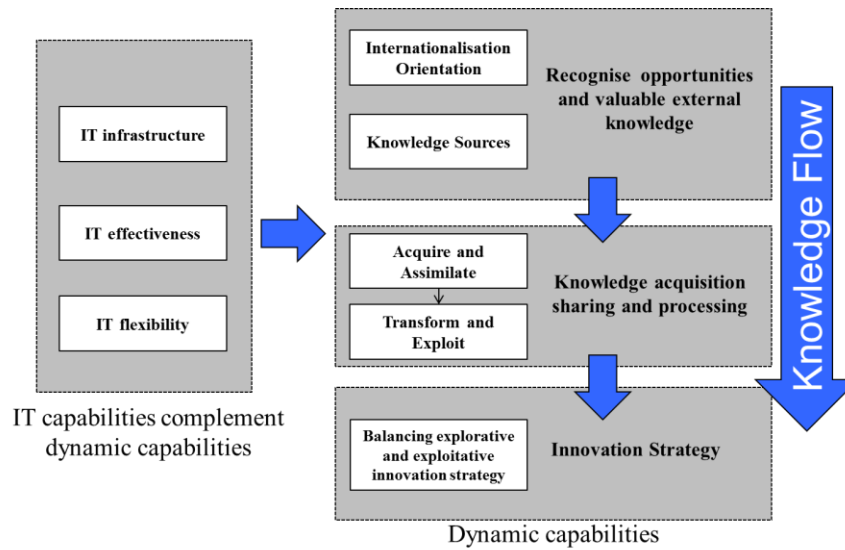 IT infrastructure
IT effectiveness
IT flexibility
IT capabilities complement
dynamic capabilities
Internationalisation
Orientation
Knowledge Sources
Recognise opportunities
and valuable external
knowledge
Acquire and
Assimilate
Transform and
Exploit
Knowledge acquisition
sharing and processing
Balancing explorative
and exploitative
innovation strategy
Innovation Strategy
Dynamic capabilities
Knowledge Flow